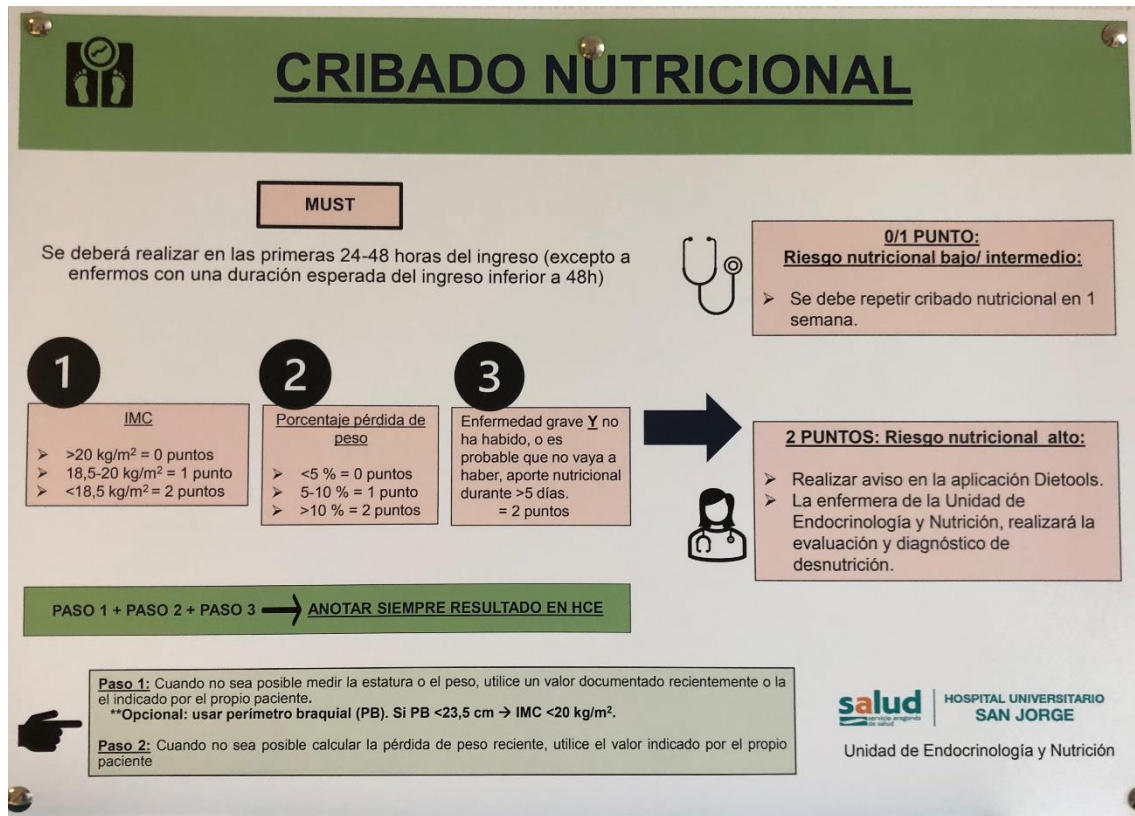 CRIBADO NUTRICIONAL
MUST
Se deberá realizar en las primeras 24-48 horas del ingreso (excepto a
enfermos con una duración esperada del ingreso inferior a 48h)
1
IMC
➢ >20 kg/m² = 0 puntos
➢ 18,5-20 kg/m² = 1 punto
➢ <18,5 kg/m² = 2 puntos
2
Porcentaje pérdida de
peso
➢ <5 % = 0 puntos
➢ 5-10 % = 1 punto
➢ >10 % = 2 puntos
3
Enfermedad grave Y no
ha habido, o es
probable que no vaya a
haber, aporte nutricional
durante >5 días.
= 2 puntos
0/1 PUNTO:
Riesgo nutricional bajo/ intermedio:
➢ Se debe repetir cribado nutricional en 1
semana.
2 PUNTOS: Riesgo nutricional alto:
➢ Realizar aviso en la aplicación Dietools.
➢ La enfermera de la Unidad de
Endocrinología y Nutrición, realizará la
evaluación y diagnóstico de
desnutrición.
PASO 1 + PASO 2 + PASO 3 → ANOTAR SIEMPRE RESULTADO EN HCE
Paso 1: Cuando no sea posible medir la estatura o el peso, utilice un valor documentado recientemente o la
el indicado por el propio paciente.
**Opcional: usar perímetro braquial (PB). Si PB <23,5 cm → IMC <20 kg/m².
Paso 2: Cuando no sea posible calcular la pérdida de peso reciente, utilice el valor indicado por el propio
paciente
salud
servicio aragonés
de salud
HOSPITAL UNIVERSITARIO
SAN JORGE
Unidad de Endocrinología y Nutrición